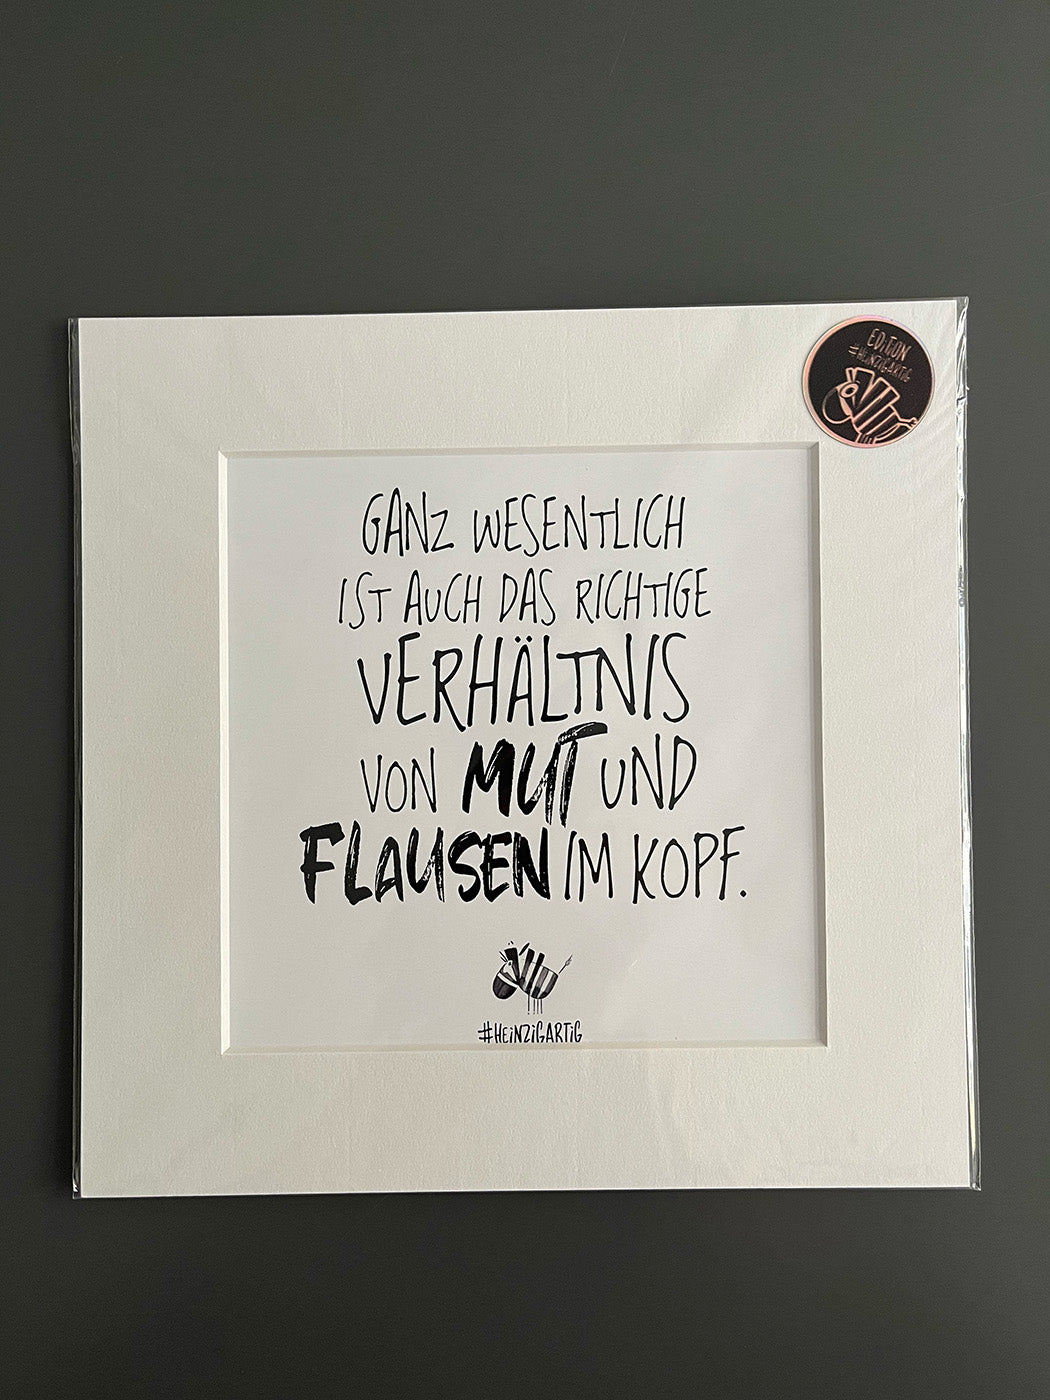 EDiTiON
#HEiNZiGARTiG
GANZ WESENTLICH
IST AUCH DAS RICHTIGE
VERHÄLTNIS
VON MUT UND
FLAUSEN IM KOPF.
#HEiNZiGARTiG